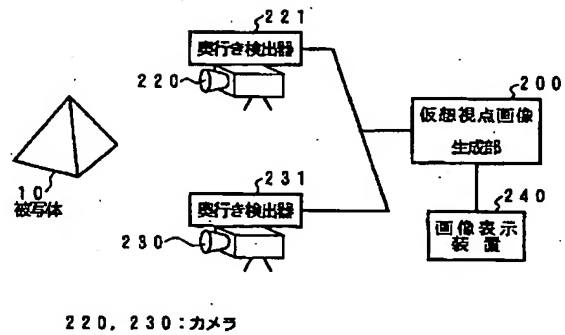 221
奥行き検出器
220
200
仮想視点画像
生成部
10
被写体
231
奥行き検出器
230
240
画像表示
装置
220, 230:カメラ